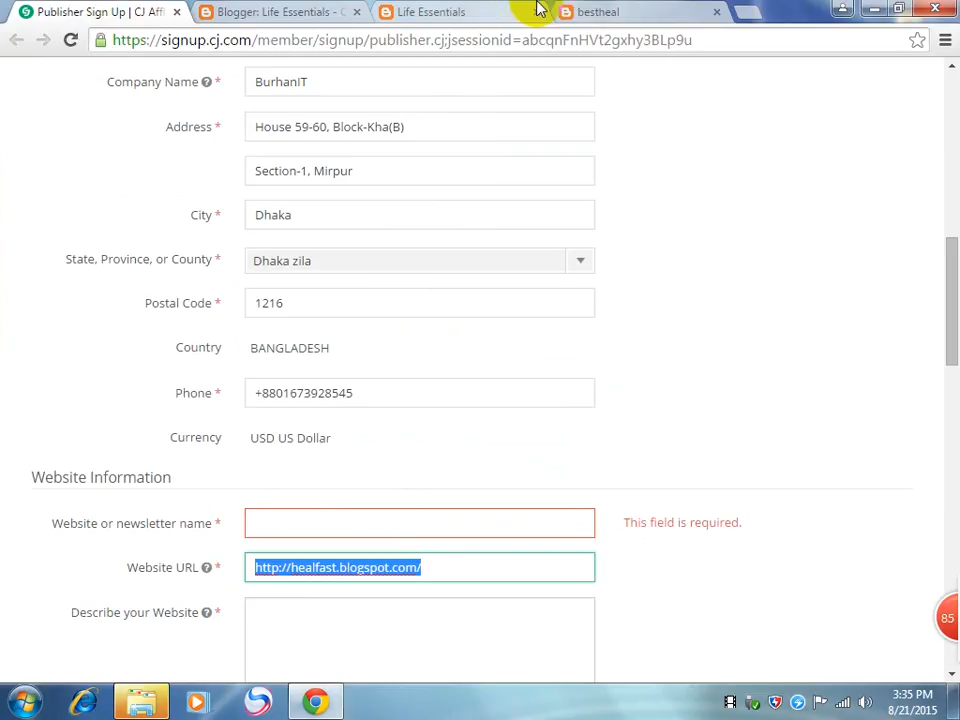 Publisher Sign Up | CJ Affi
Blogger: Life Essentials - C
Life Essentials
bestheal
https://signup.cj.com/member/signup/publisher.cj;jsessionid=abcqnFnHVt2gxhy3BLp9u
Company Name ? *
BurhanIT
Address *
House 59-60, Block-Kha(B)
Section-1, Mirpur
City *
Dhaka
State, Province, or County *
Dhaka zila
Postal Code *
1216
Country
BANGLADESH
Phone *
+8801673928545
Currency
USD US Dollar
Website Information
Website or newsletter name *
This field is required.
Website URL ? *
http://healfast.blogspot.com/
Describe your Website ? *
85
3:35 PM
8/21/2015